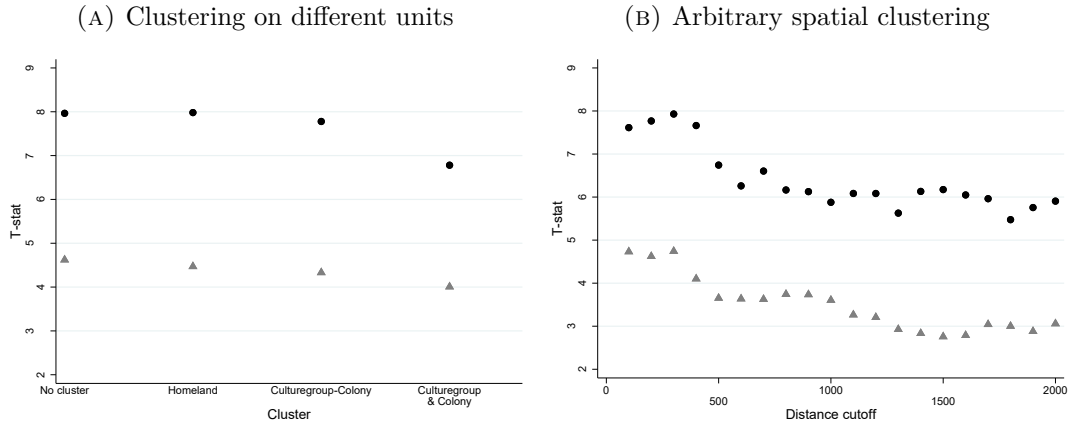 (A) Clustering on different units
9
8
7
6
5
4
3
2
T-stat
No cluster
Homeland
Culturegroup-Colony
Culturegroup
& Colony
Cluster
(B) Arbitrary spatial clustering
9
8
7
6
5
4
3
2
T-stat
0
500
1000
1500
2000
Distance cutoff